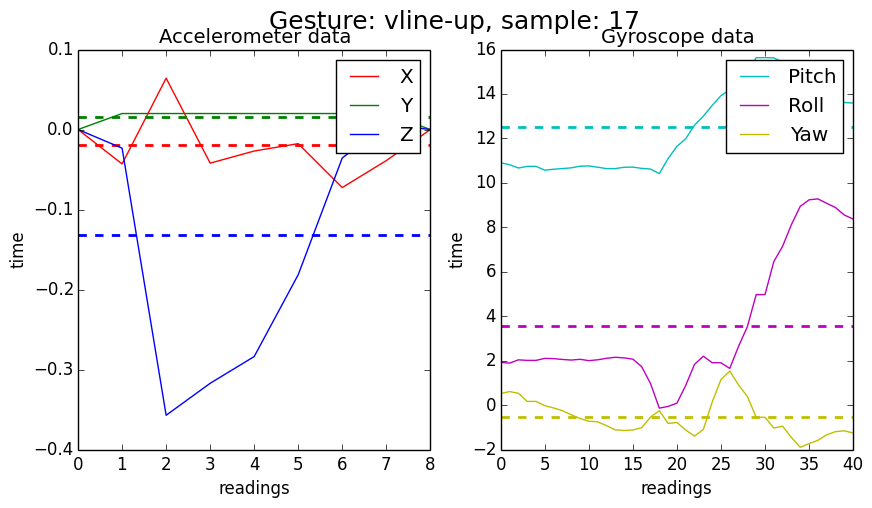 Gesture: vline-up, sample: 17
Accelerometer data
0.1
0.0
−0.1
−0.2
−0.3
−0.4
time
0 1 2 3 4 5 6 7 8
readings
X
Y
Z
Gyroscope data
16
14
12
10
8
6
4
2
0
−2
time
0 5 10 15 20 25 30 35 40
readings
Pitch
Roll
Yaw